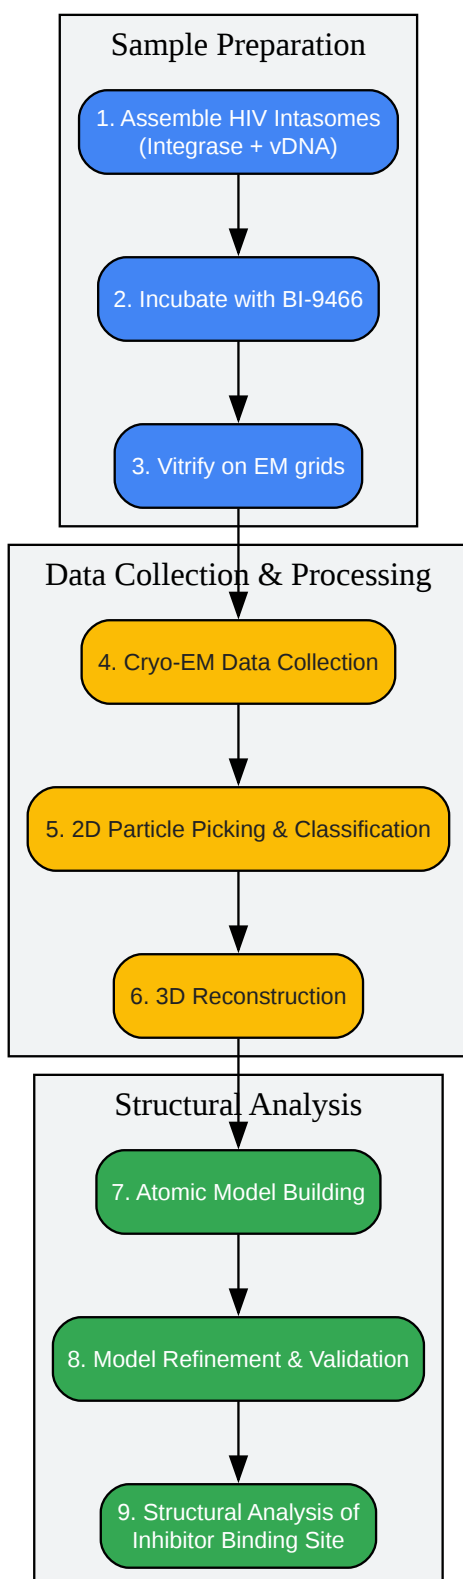 Sample Preparation
1. Assemble HIV Intasomes
(Integrase + vDNA)
2. Incubate with BI-9466
3. Vitrify on EM grids
Data Collection & Processing
4. Cryo-EM Data Collection
5. 2D Particle Picking & Classification
6. 3D Reconstruction
Structural Analysis
7. Atomic Model Building
8. Model Refinement & Validation
9. Structural Analysis of
Inhibitor Binding Site